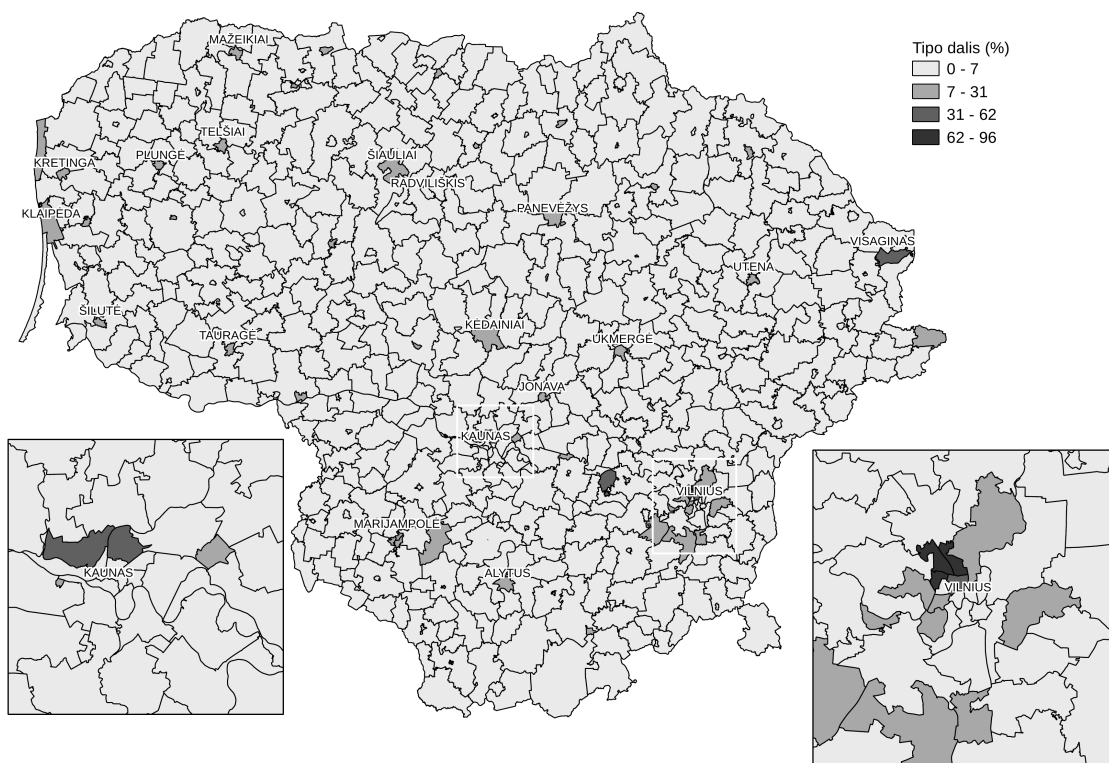 Tipo dalis (%)
0 - 7
7 - 31
31 - 62
62 - 96
MAŽEIKIAI
TELŠIAI
PLUNGĖ
ŠIAULIAI
KRETINGA
RADVILIŠKIS
KLAIPĖDA
PANEVĖŽYS
VISAGINAS
UTENA
ŠILUTĖ
TAURAGĖ
KĖDAINIAI
UKMERGĖ
JONAVA
KAUNAS
VILNIUS
MARIJAMPOLĖ
ALYTUS
KAUNAS
VILNIUS